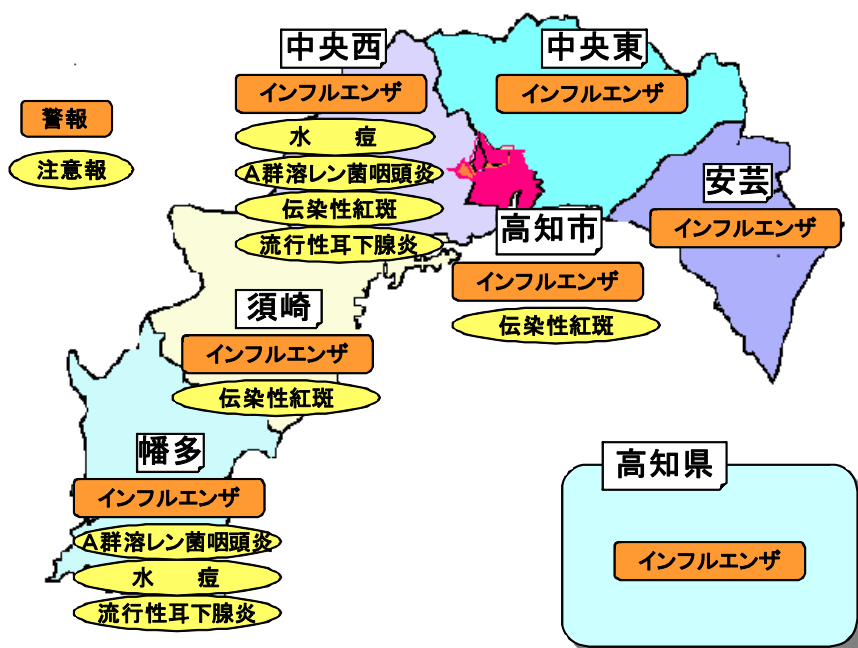 中央西
インフルエンザ
水　痘
A群溶レン菌咽頭炎
伝染性紅斑
流行性耳下腺炎
中央東
インフルエンザ
警報
注意報
安芸
インフルエンザ
高知市
インフルエンザ
伝染性紅斑
須崎
インフルエンザ
伝染性紅斑
幡多
インフルエンザ
A群溶レン菌咽頭炎
水　痘
流行性耳下腺炎
高知県
インフルエンザ